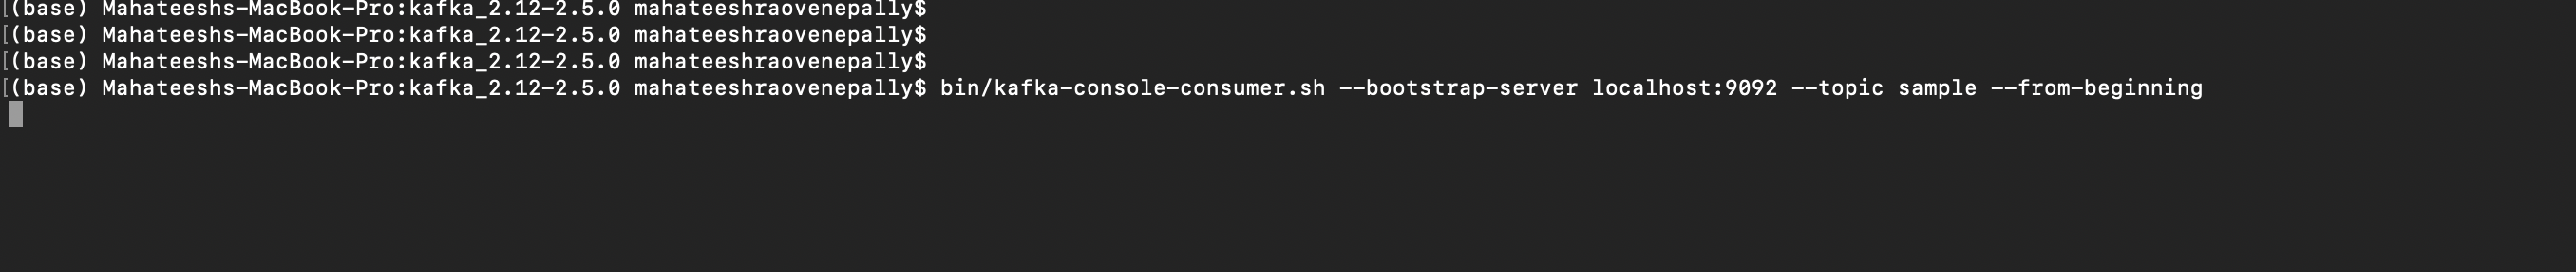 [(base) Mahateeshs-MacBook-Pro:kafka_2.12-2.5.0 mahateeshraovenepally$
[(base) Mahateeshs-MacBook-Pro:kafka_2.12-2.5.0 mahateeshraovenepally$
[(base) Mahateeshs-MacBook-Pro:kafka_2.12-2.5.0 mahateeshraovenepally$
[(base) Mahateeshs-MacBook-Pro:kafka_2.12-2.5.0 mahateeshraovenepally$ bin/kafka-console-consumer.sh --bootstrap-server localhost:9092 --topic sample --from-beginning